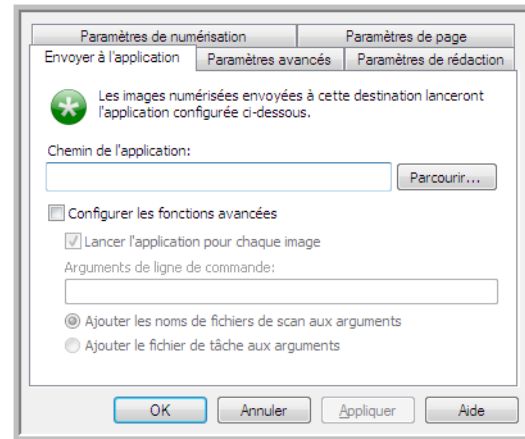 Paramètres de numérisation
Paramètres de page
Envoyer à l'application
Paramètres avancés
Paramètres de rédaction
Les images numérisées envoyées à cette destination lanceront
l'application configurée ci-dessous.
Chemin de l'application:
Parcourir...
Configurer les fonctions avancées
Lancer l'application pour chaque image
Arguments de ligne de commande:
Ajouter les noms de fichiers de scan aux arguments
Ajouter le fichier de tâche aux arguments
OK
Annuler
Appliquer
Aide